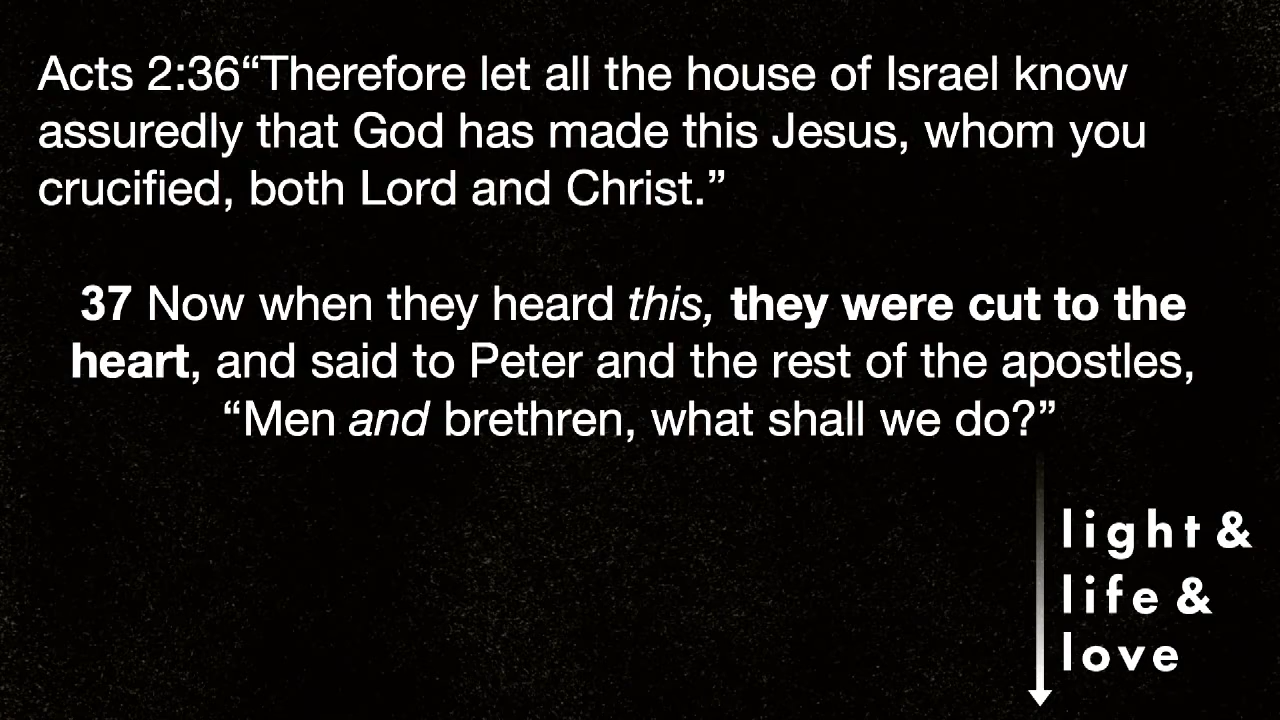 Acts 2:36“Therefore let all the house of Israel know
assuredly that God has made this Jesus, whom you
crucified, both Lord and Christ.”
37 Now when they heard this, they were cut to the
heart, and said to Peter and the rest of the apostles,
“Men and brethren, what shall we do?”
light &
life &
love